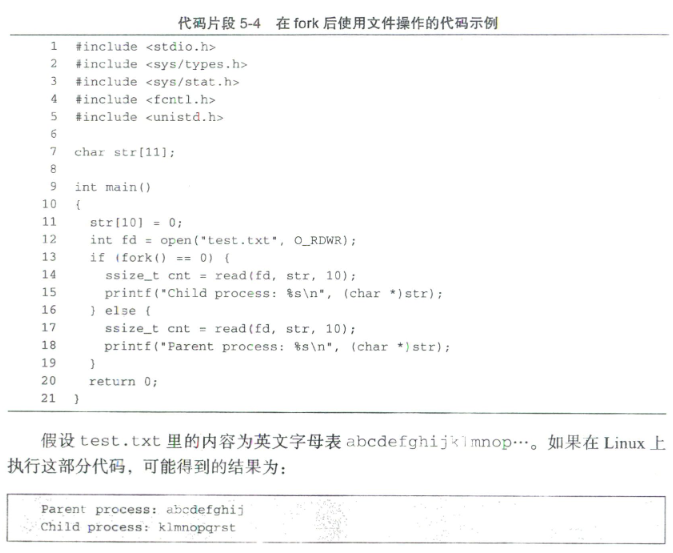 代码片段 5-4 在 fork 后使用文件操作的代码示例
1 #include <stdio.h>
2 #include <sys/types.h>
3 #include <sys/stat.h>
4 #include <fcntl.h>
5 #include <unistd.h>
6
7 char str[11];
8
9 int main()
10 {
11   str[10] = 0;
12   int fd = open("test.txt", O_RDWR);
13   if (fork() == 0) {
14     ssize_t cnt = read(fd, str, 10);
15     printf("Child process: %s\n", (char *)str);
16   } else {
17     ssize_t cnt = read(fd, str, 10);
18     printf("Parent process: %s\n", (char *)str);
19   }
20   return 0;
21 }
假设 test.txt 里的内容为英文字母表 abcdefghijklmnop…。如果在 Linux 上
执行这部分代码，可能得到的结果为：
Parent process: abcdefghij
Child process: klmnopqrst